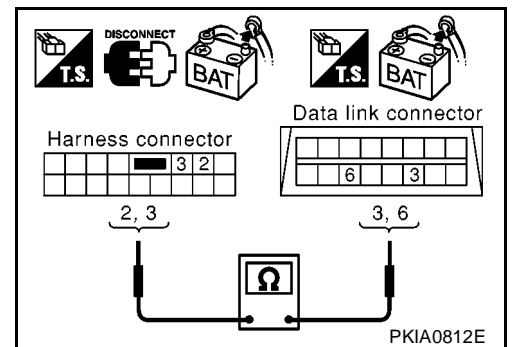 DISCONNECT
T.S. BAT T.S. BAT
Data link connector
Harness connector
3 2
6 3
2, 3 3, 6
Ω
PKIA0812E